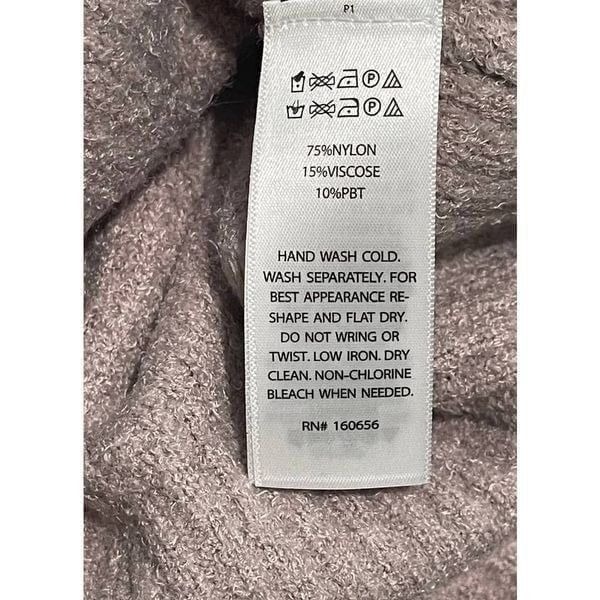 P1
P
P
75%NYLON
15%VISCOSE
10%PBT
HAND WASH COLD.
WASH SEPARATELY. FOR
BEST APPEARANCE RE-
SHAPE AND FLAT DRY.
DO NOT WRING OR
TWIST. LOW IRON. DRY
CLEAN. NON-CHLORINE
BLEACH WHEN NEEDED.
RN# 160656